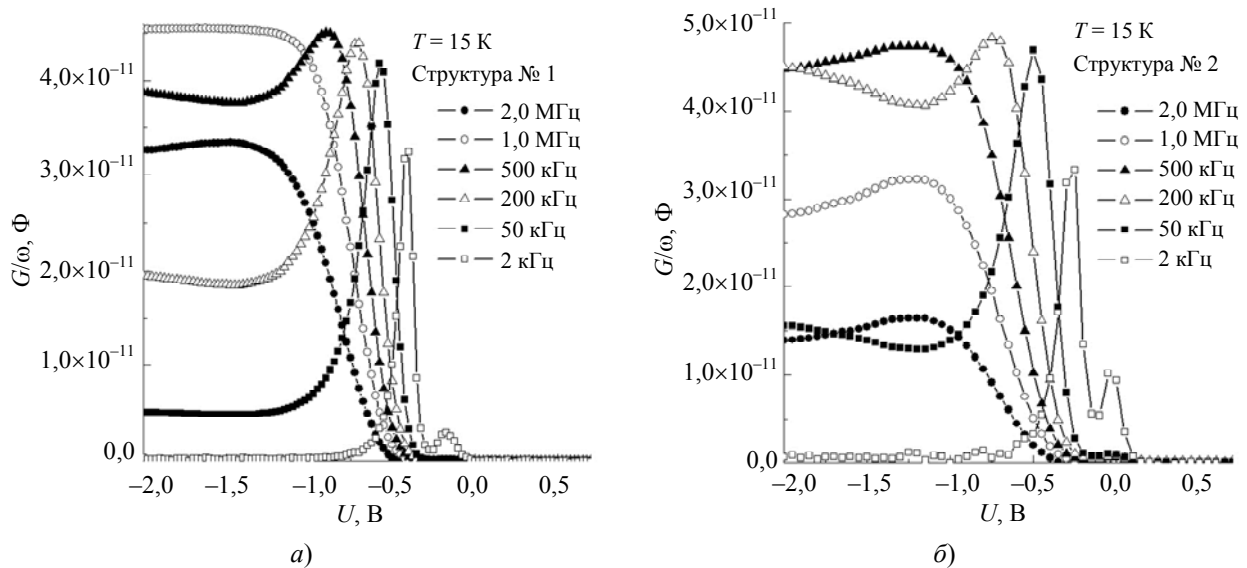 T = 15 К
Структура № 1
2,0 МГц
1,0 МГц
500 кГц
200 кГц
50 кГц
2 кГц
4,0×10⁻¹¹
3,0×10⁻¹¹
2,0×10⁻¹¹
1,0×10⁻¹¹
0,0
G/ω, Ф
–2,0 –1,5 –1,0 –0,5 0,0 0,5
U, В
а)
T = 15 К
Структура № 2
2,0 МГц
1,0 МГц
500 кГц
200 кГц
50 кГц
2 кГц
5,0×10⁻¹¹
4,0×10⁻¹¹
3,0×10⁻¹¹
2,0×10⁻¹¹
1,0×10⁻¹¹
0,0
G/ω, Ф
–2,0 –1,5 –1,0 –0,5 0,0 0,5
U, В
б)